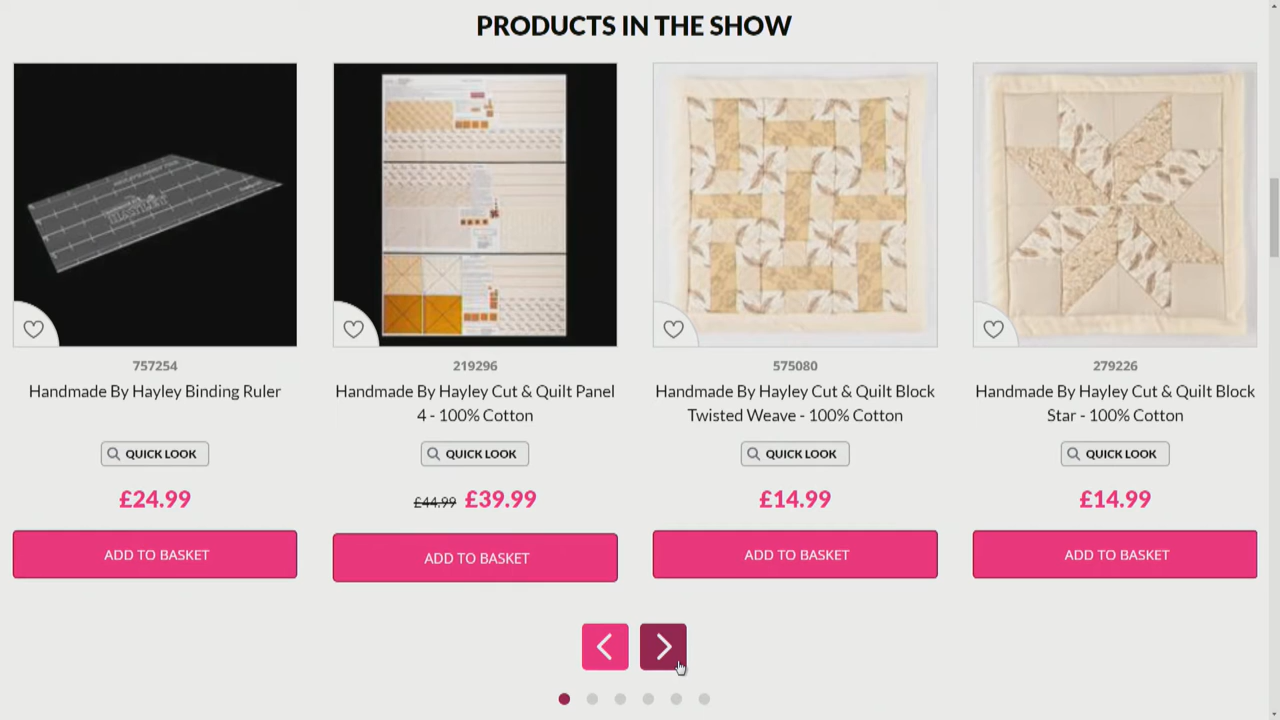 PRODUCTS IN THE SHOW
757254
Handmade By Hayley Binding Ruler
QUICK LOOK
£24.99
ADD TO BASKET
219296
Handmade By Hayley Cut & Quilt Panel
4 - 100% Cotton
QUICK LOOK
£44.99 £39.99
ADD TO BASKET
575080
Handmade By Hayley Cut & Quilt Block
Twisted Weave - 100% Cotton
QUICK LOOK
£14.99
ADD TO BASKET
279226
Handmade By Hayley Cut & Quilt Block
Star - 100% Cotton
QUICK LOOK
£14.99
ADD TO BASKET